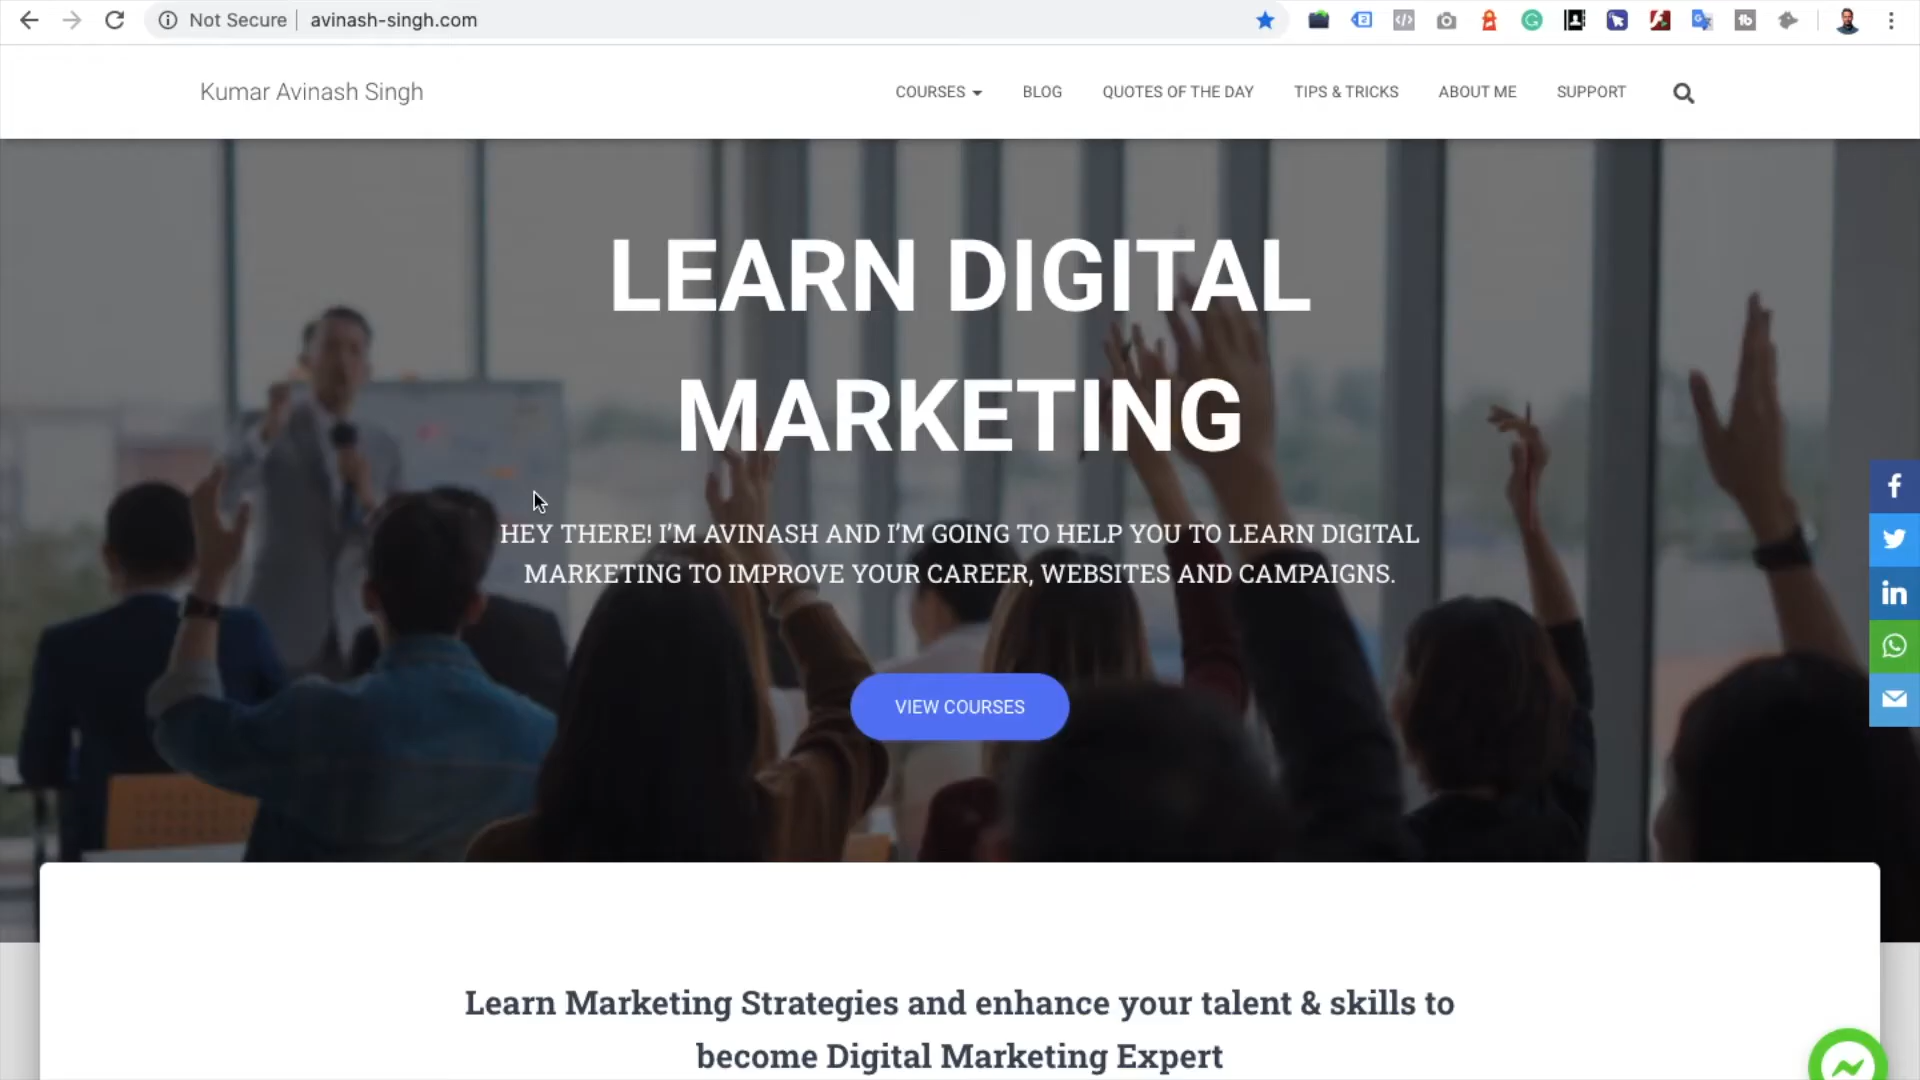 Not Secure avinash-singh.com
Kumar Avinash Singh
COURSES BLOG QUOTES OF THE DAY TIPS & TRICKS ABOUT ME SUPPORT
LEARN DIGITAL
MARKETING
HEY THERE! I'M AVINASH AND I'M GOING TO HELP YOU TO LEARN DIGITAL
MARKETING TO IMPROVE YOUR CAREER, WEBSITES AND CAMPAIGNS.
VIEW COURSES
Learn Marketing Strategies and enhance your talent & skills to
become Digital Marketing Expert